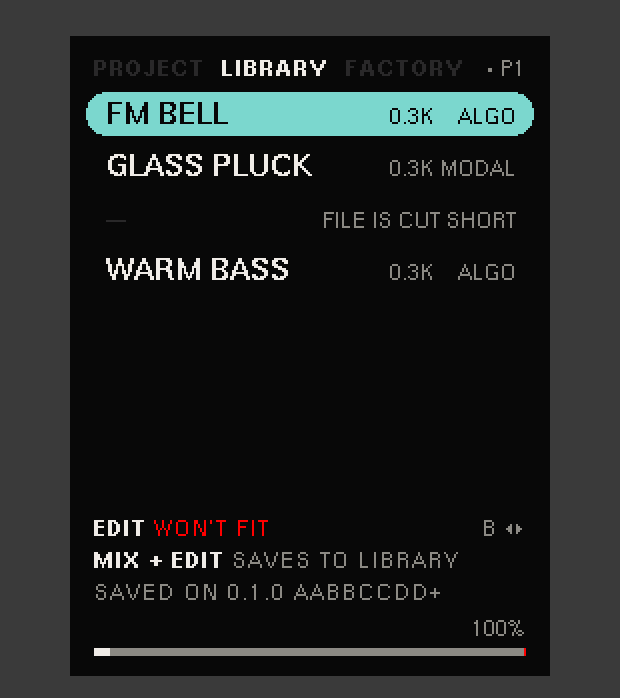 PROJECT LIBRARY FACTORY · P1
FM BELL 0.3K ALGO
GLASS PLUCK 0.3K MODAL
— FILE IS CUT SHORT
WARM BASS 0.3K ALGO
EDIT WON'T FIT B ◂▸
MIX + EDIT SAVES TO LIBRARY
SAVED ON 0.1.0 AABBCCDD+
100%